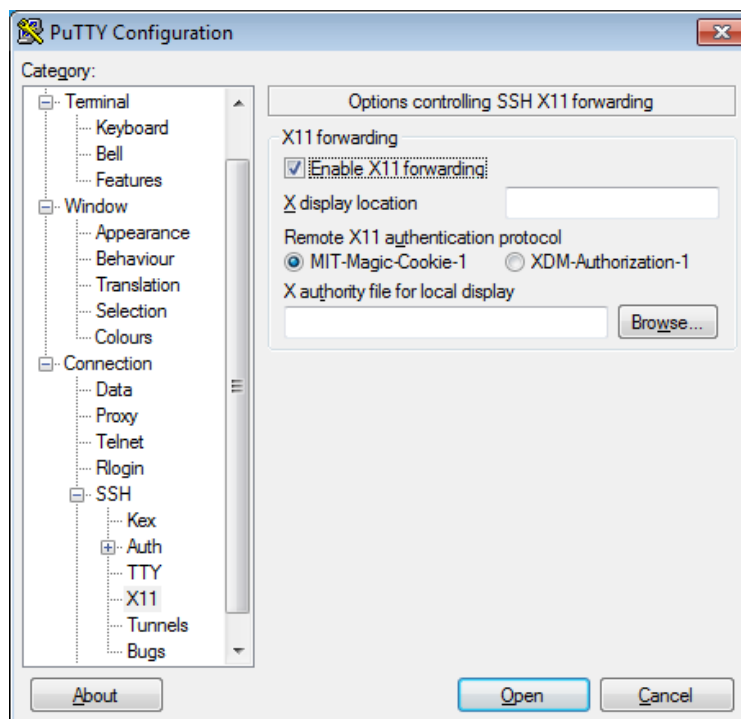 PuTTY Configuration
Category:
Terminal
Keyboard
Bell
Features
Window
Appearance
Behaviour
Translation
Selection
Colours
Connection
Data
Proxy
Telnet
Rlogin
SSH
Kex
Auth
TTY
X11
Tunnels
Bugs
Options controlling SSH X11 forwarding
X11 forwarding
Enable X11 forwarding
X display location
Remote X11 authentication protocol
MIT-Magic-Cookie-1 XDM-Authorization-1
X authority file for local display
Browse...
About Open Cancel